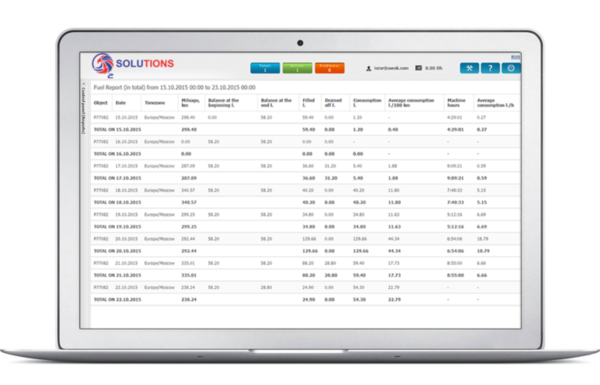 SOLUTIONS
0.00 Eh.
?
Fuel Report (in total) from 15.10.2015 00:00 to 23.10.2015 00:00
Object Date Timezone Mileage, km Balance at the beginning l. Balance at the end l. Filled l. Drained off l. Consumption l. Average consumption l./100 km Machine hours Average consumption l./h
15.10.2015 Europe/Moscow 298.40 0.00 58.20 59.40 0.00 1.20 - 4:29:01 0.27
TOTAL ON 15.10.2015 298.40 59.40 0.00 1.20 0.40 4:29:01 0.27
16.10.2015 Europe/Moscow 0.00 58.20 58.20 0.00 0.00 0.00 - - -
TOTAL ON 16.10.2015 0.00 0.00 0.00 0.00
17.10.2015 Europe/Moscow 287.09 58.20 58.20 36.60 31.20 5.40 1.88 9:09:21 0.59
TOTAL ON 17.10.2015 287.09 36.60 31.20 5.40 1.88 9:09:21 0.59
18.10.2015 Europe/Moscow 340.57 58.20 58.20 40.20 0.00 40.20 11.80 7:48:33 5.15
TOTAL ON 18.10.2015 340.57 40.20 0.00 11.80 7:48:33 5.15
19.10.2015 Europe/Moscow 299.25 58.20 58.20 34.80 0.00 34.80 11.63 5:12:16 6.69
TOTAL ON 19.10.2015 299.25 34.80 0.00 34.80 11.63 5:12:16 6.69
20.10.2015 Europe/Moscow 292.44 58.20 58.20 129.66 0.00 129.66 44.34 6:54:06 18.79
TOTAL ON 20.10.2015 292.44 129.66 0.00 129.66 44.34 6:54:06 18.79
21.10.2015 Europe/Moscow 335.01 58.20 58.20 88.20 28.80 59.40 17.73 8:55:00 6.66
TOTAL ON 21.10.2015 335.01 88.20 28.80 59.40 17.73 8:55:00 6.66
22.10.2015 Europe/Moscow 238.24 58.20 28.80 24.90 0.00 54.30 22.79 - -
TOTAL ON 22.10.2015 238.24 24.90 0.00 54.30 22.79 - -